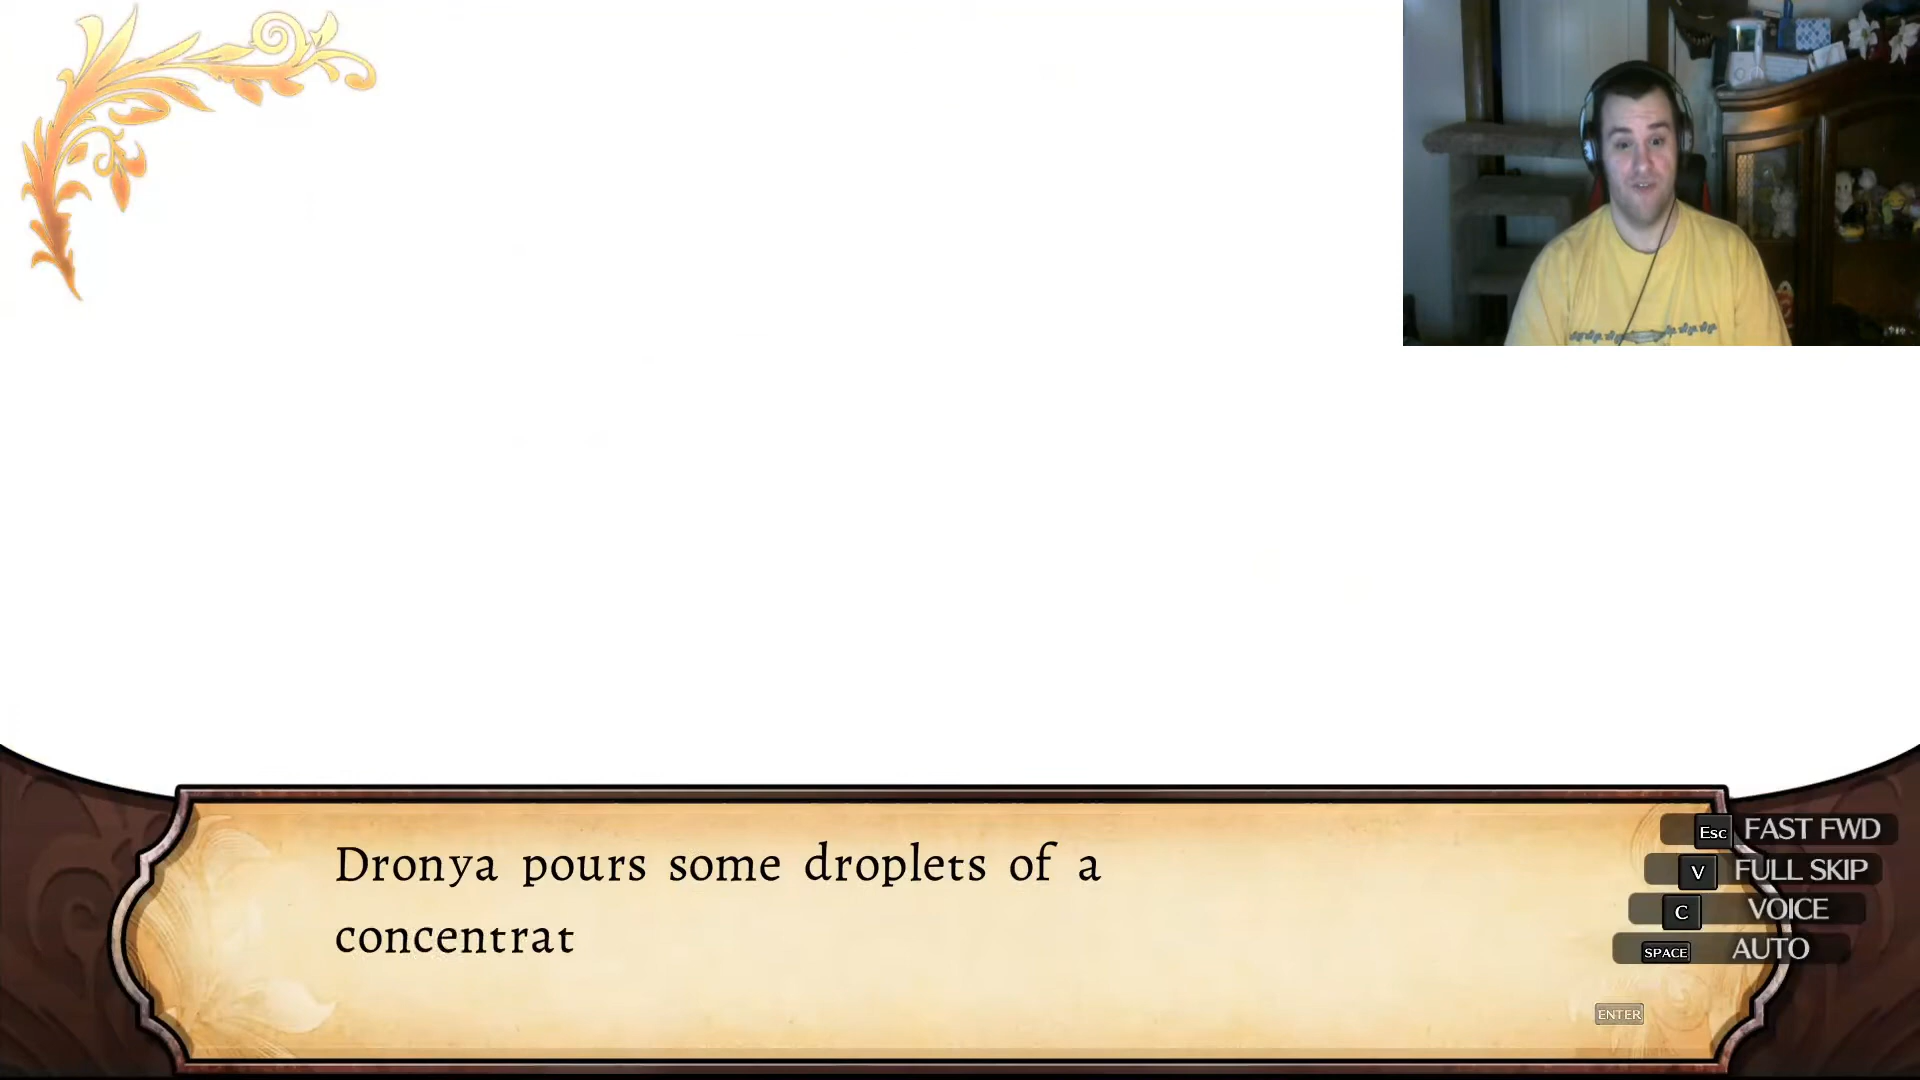 Dronya pours some droplets of a
concentrat
Esc FAST FWD
V FULL SKIP
C VOICE
SPACE AUTO
ENTER